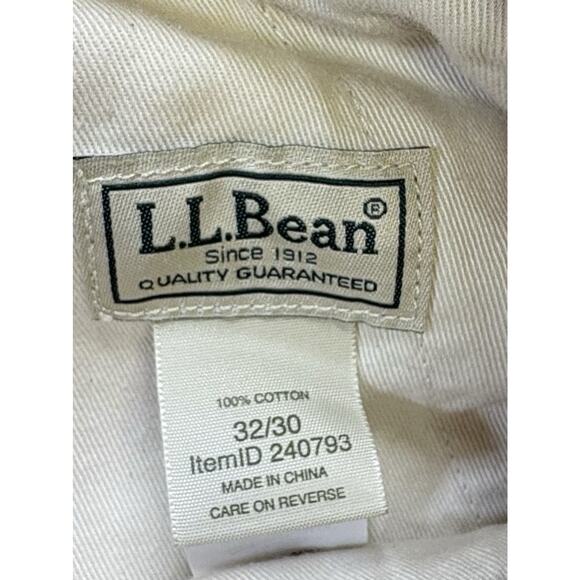 L.L.Bean®
Since 1912
QUALITY GUARANTEED
100% COTTON
32/30
ItemID 240793
MADE IN CHINA
CARE ON REVERSE